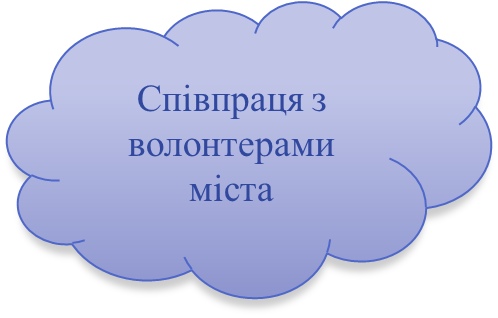 Співпраця з
волонтерами
міста